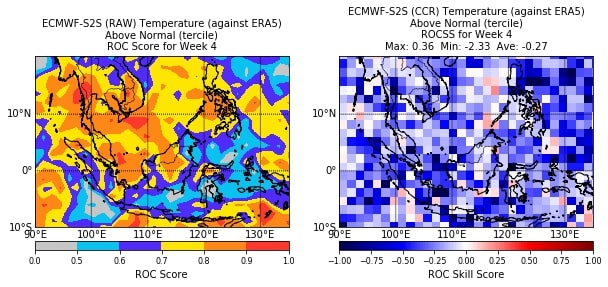 ECMWF-S2S (RAW) Temperature (against ERA5)
Above Normal (tercile)
ROC Score for Week 4
10°N
0°
10°S
90°E 100°E 110°E 120°E 130°E
0.0 0.5 0.6 0.7 0.8 0.9 1.0
ROC Score
ECMWF-S2S (CCR) Temperature (against ERA5)
Above Normal (tercile)
ROCSS for Week 4
Max: 0.36 Min: -2.33 Ave: -0.27
10°N
0°
10°S
90°E 100°E 110°E 120°E 130°E
−1.00 −0.75 −0.50 −0.25 0.00 0.25 0.50 0.75 1.00
ROC Skill Score